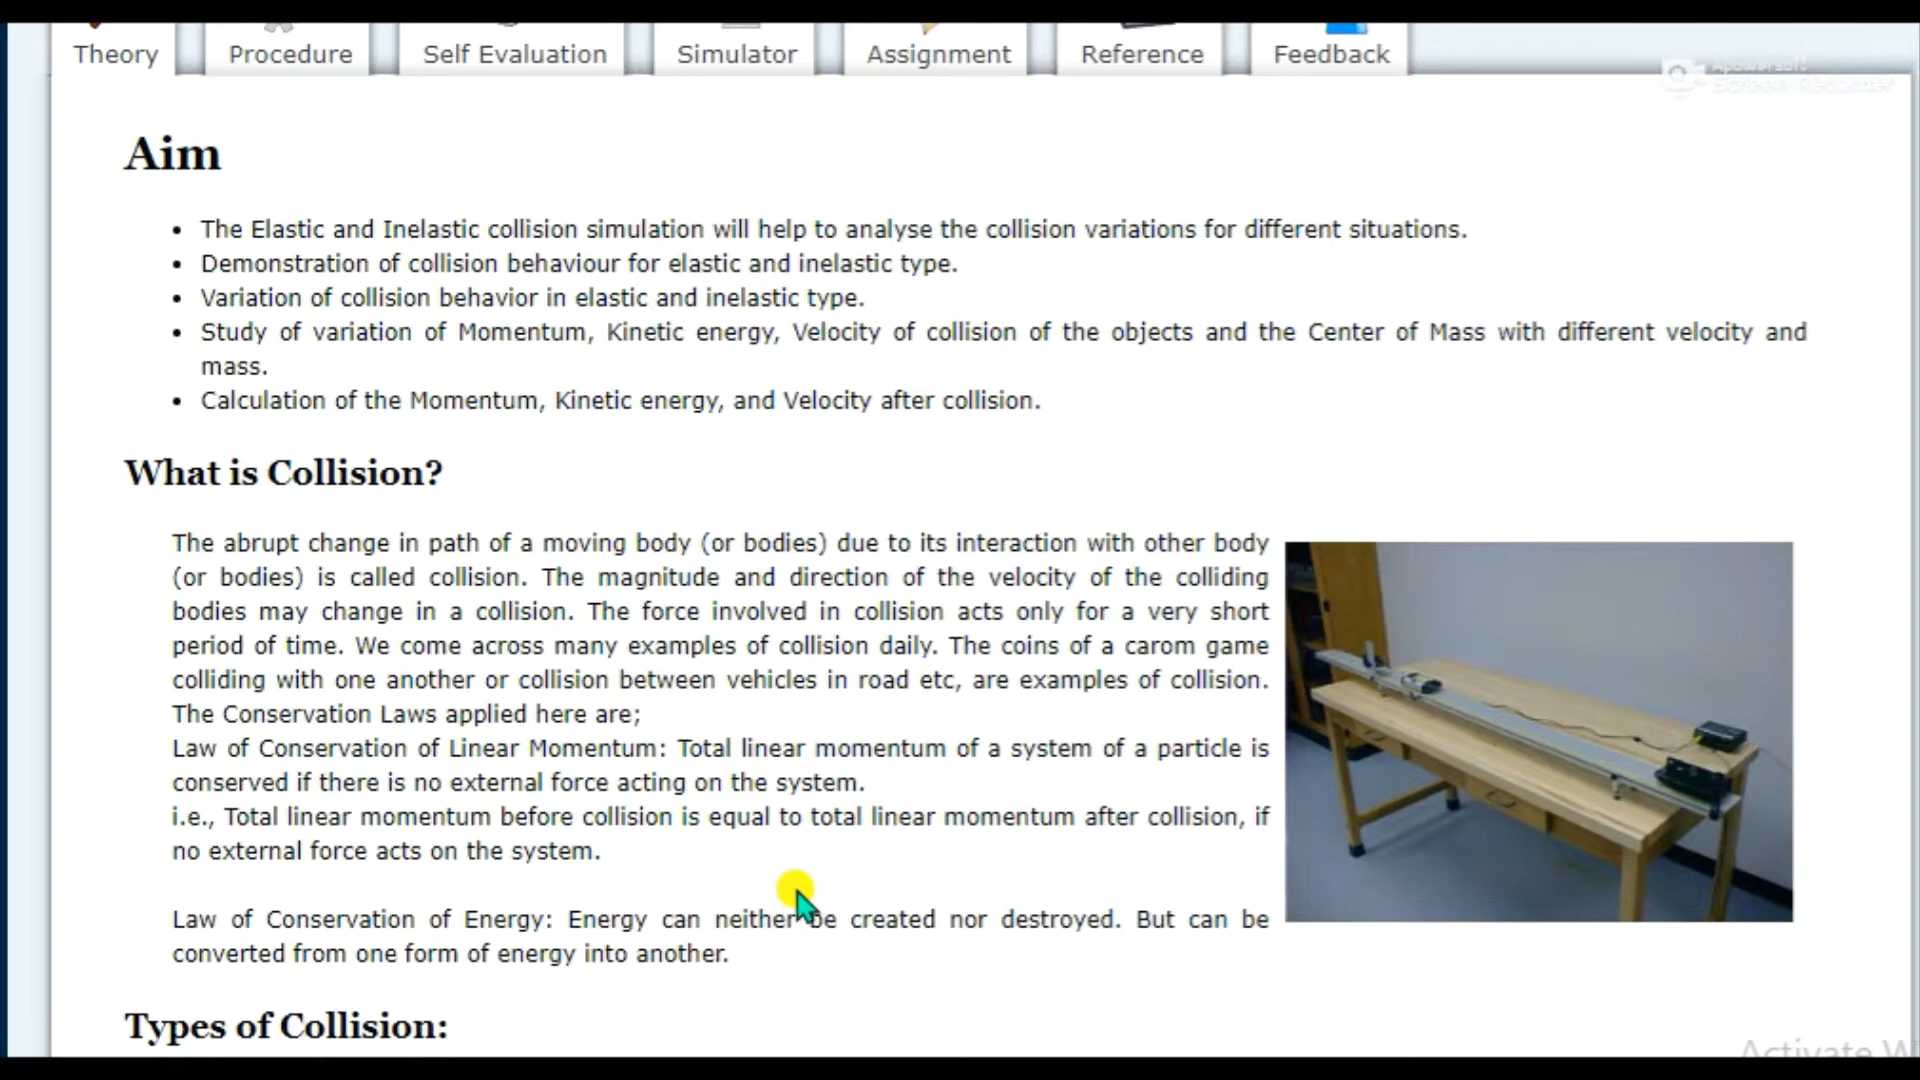 Theory Procedure Self Evaluation Simulator Assignment Reference Feedback
Apowersoft
Screen Recorder
Aim
• The Elastic and Inelastic collision simulation will help to analyse the collision variations for different situations.
• Demonstration of collision behaviour for elastic and inelastic type.
• Variation of collision behavior in elastic and inelastic type.
• Study of variation of Momentum, Kinetic energy, Velocity of collision of the objects and the Center of Mass with different velocity and
mass.
• Calculation of the Momentum, Kinetic energy, and Velocity after collision.
What is Collision?
The abrupt change in path of a moving body (or bodies) due to its interaction with other body
(or bodies) is called collision. The magnitude and direction of the velocity of the colliding
bodies may change in a collision. The force involved in collision acts only for a very short
period of time. We come across many examples of collision daily. The coins of a carom game
colliding with one another or collision between vehicles in road etc, are examples of collision.
The Conservation Laws applied here are;
Law of Conservation of Linear Momentum: Total linear momentum of a system of a particle is
conserved if there is no external force acting on the system.
i.e., Total linear momentum before collision is equal to total linear momentum after collision, if
no external force acts on the system.
Law of Conservation of Energy: Energy can neither be created nor destroyed. But can be
converted from one form of energy into another.
Types of Collision:
Activate W